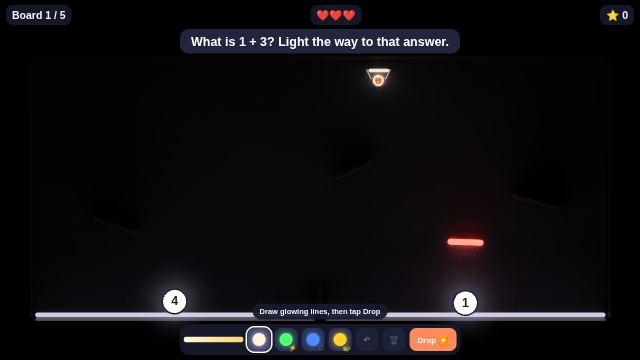 Board 1 / 5
0
What is 1 + 3? Light the way to that answer.
4
1
Draw glowing lines, then tap Drop
Drop